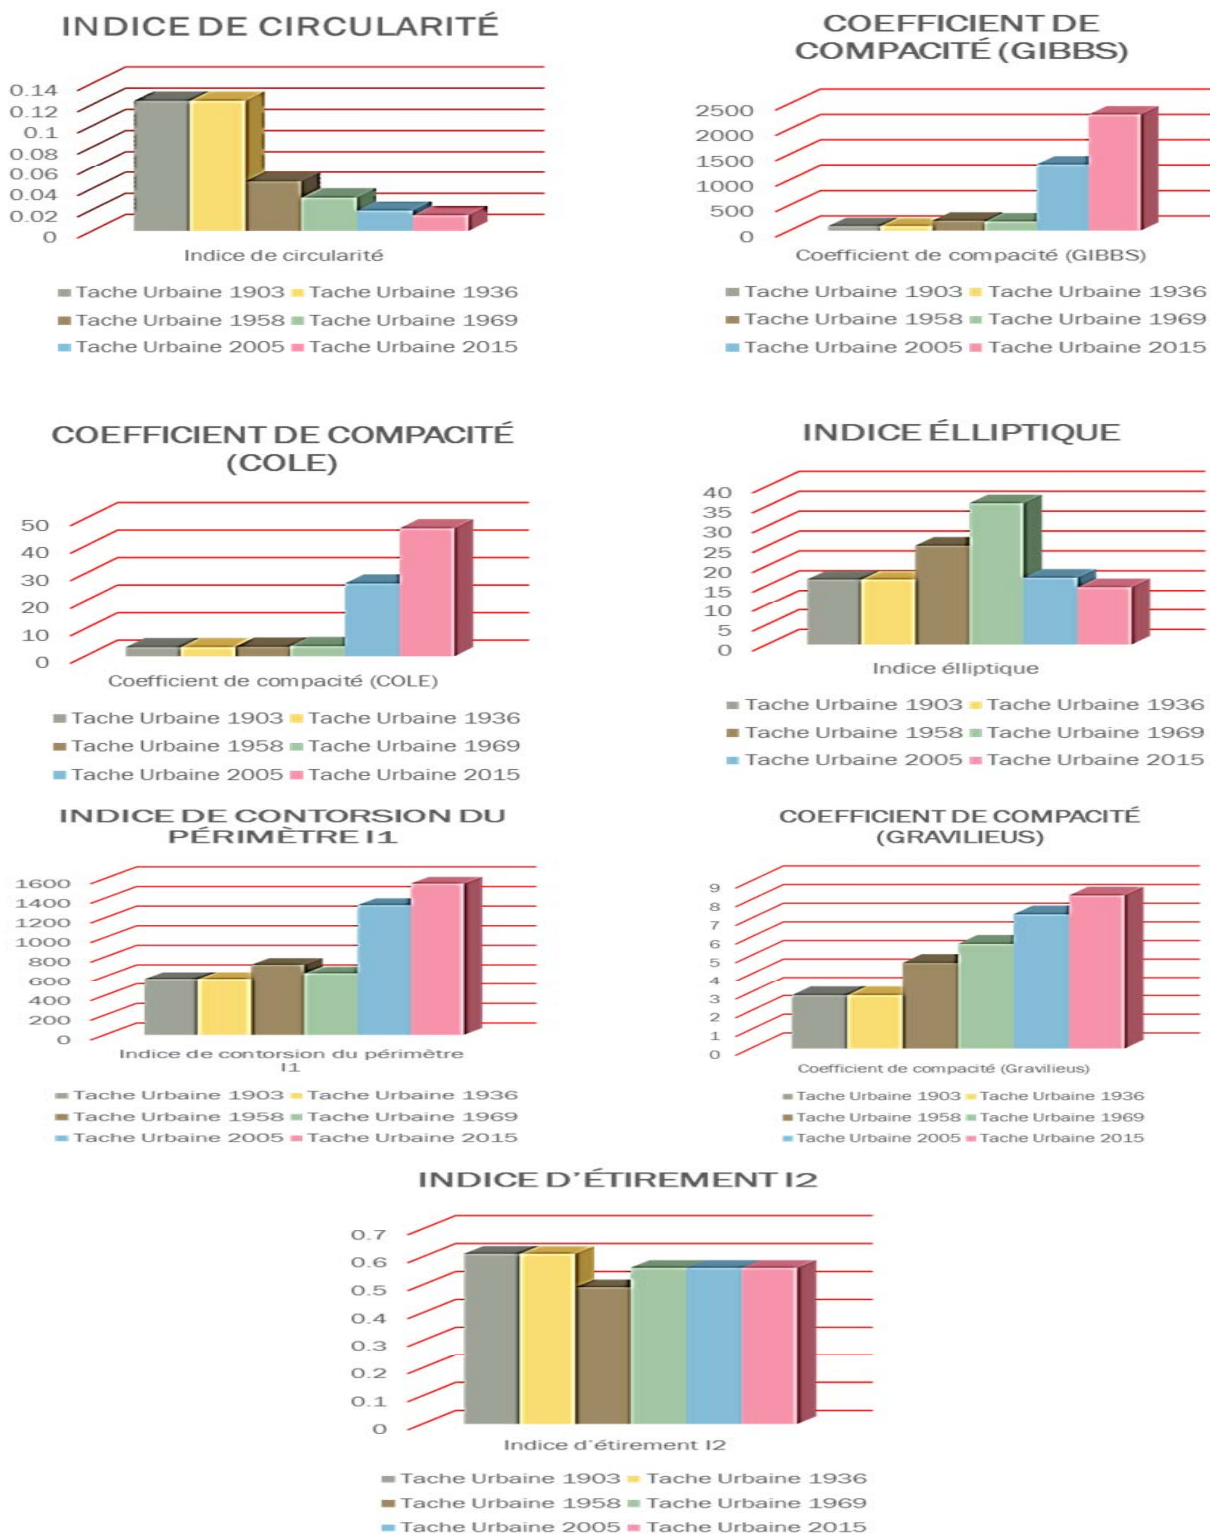 INDICE DE CIRCULARITÉ
0.14
0.12
0.1
0.08
0.06
0.04
0.02
0
Indice de circularité
Tache Urbaine 1903 Tache Urbaine 1936
Tache Urbaine 1958 Tache Urbaine 1969
Tache Urbaine 2005 Tache Urbaine 2015
COEFFICIENT DE
COMPACITÉ (GIBBS)
2500
2000
1500
1000
500
0
Coefficient de compacité (GIBBS)
Tache Urbaine 1903 Tache Urbaine 1936
Tache Urbaine 1958 Tache Urbaine 1969
Tache Urbaine 2005 Tache Urbaine 2015
COEFFICIENT DE COMPACITÉ
(COLE)
50
40
30
20
10
0
Coefficient de compacité (COLE)
Tache Urbaine 1903 Tache Urbaine 1936
Tache Urbaine 1958 Tache Urbaine 1969
Tache Urbaine 2005 Tache Urbaine 2015
INDICE ÉLLIPTIQUE
40
35
30
25
20
15
10
5
0
Indice élliptique
Tache Urbaine 1903 Tache Urbaine 1936
Tache Urbaine 1958 Tache Urbaine 1969
Tache Urbaine 2005 Tache Urbaine 2015
INDICE DE CONTORSION DU
PÉRIMÈTRE I1
1600
1400
1200
1000
800
600
400
200
0
Indice de contorsion du périmètre
I1
Tache Urbaine 1903 Tache Urbaine 1936
Tache Urbaine 1958 Tache Urbaine 1969
Tache Urbaine 2005 Tache Urbaine 2015
COEFFICIENT DE COMPACITÉ
(GRAVILIEUS)
9
8
7
6
5
4
3
2
1
0
Coefficient de compacité (Gravilieus)
Tache Urbaine 1903 Tache Urbaine 1936
Tache Urbaine 1958 Tache Urbaine 1969
Tache Urbaine 2005 Tache Urbaine 2015
INDICE D'ÉTIREMENT I2
0.7
0.6
0.5
0.4
0.3
0.2
0.1
0
Indice d'étirement I2
Tache Urbaine 1903 Tache Urbaine 1936
Tache Urbaine 1958 Tache Urbaine 1969
Tache Urbaine 2005 Tache Urbaine 2015